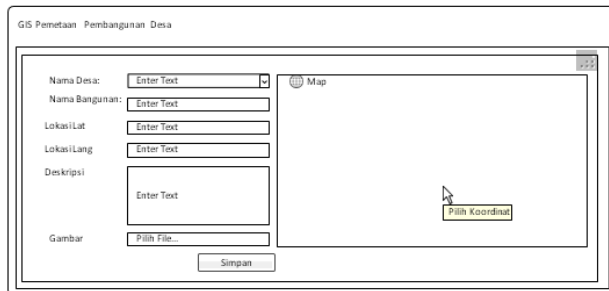 GIS Pemetaan Pembangunan Desa
Nama Desa: Enter Text
Map
Nama Bangunan: Enter Text
LokasiLat Enter Text
LokasiLang Enter Text
Deskripsi
Enter Text
Pilih Koordinat
Gambar Pilih File...
Simpan